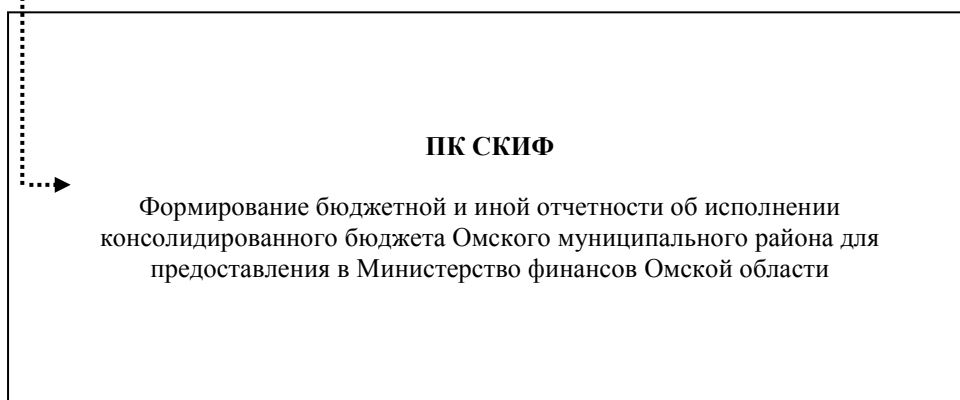 ПК СКИФ
Формирование бюджетной и иной отчетности об исполнении
консолидированного бюджета Омского муниципального района для
предоставления в Министерство финансов Омской области